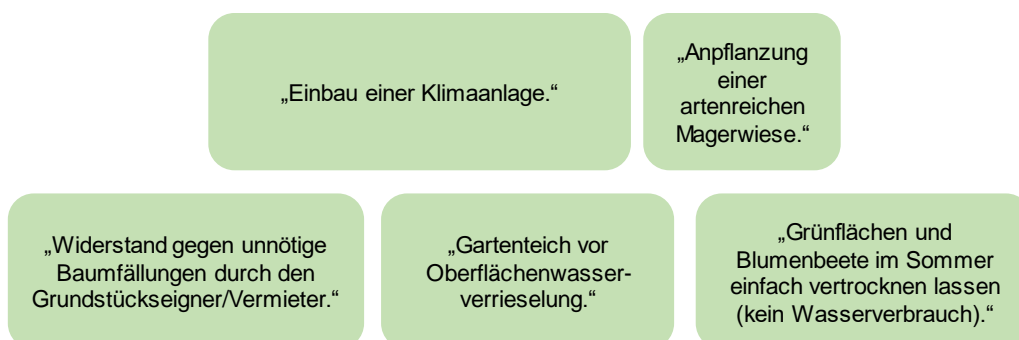 „Einbau einer Klimaanlage.“
„Anpflanzung
einer
artenreichen
Magerwiese.“
„Widerstand gegen unnötige
Baumfällungen durch den
Grundstückseigner/Vermieter.“
„Gartenteich vor
Oberflächenwasser-
verrieselung.“
„Grünflächen und
Blumenbeete im Sommer
einfach vertrocknen lassen
(kein Wasserverbrauch).“